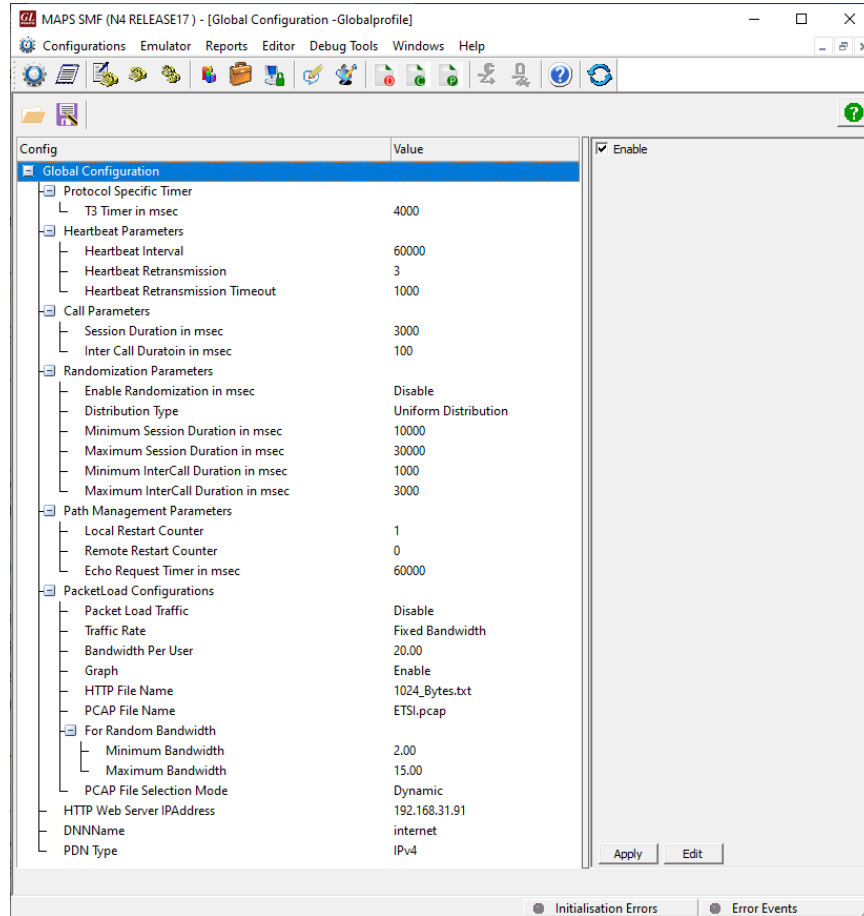 GL MAPS MAPS SMF (N4 RELEASE17 ) - [Global Configuration -Globalprofile]
Configurations Emulator Reports Editor Debug Tools Windows Help
Config Value
Enable
Global Configuration
Protocol Specific Timer
T3 Timer in msec 4000
Heartbeat Parameters
Heartbeat Interval 60000
Heartbeat Retransmission 3
Heartbeat Retransmission Timeout 1000
Call Parameters
Session Duration in msec 3000
Inter Call Duratoin in msec 100
Randomization Parameters
Enable Randomization in msec Disable
Distribution Type Uniform Distribution
Minimum Session Duration in msec 10000
Maximum Session Duration in msec 30000
Minimum InterCall Duration in msec 1000
Maximum InterCall Duration in msec 3000
Path Management Parameters
Local Restart Counter 1
Remote Restart Counter 0
Echo Request Timer in msec 60000
PacketLoad Configurations
Packet Load Traffic Disable
Traffic Rate Fixed Bandwidth
Bandwidth Per User 20.00
Graph Enable
HTTP File Name 1024_Bytes.txt
PCAP File Name ETSI.pcap
For Random Bandwidth
Minimum Bandwidth 2.00
Maximum Bandwidth 15.00
PCAP File Selection Mode Dynamic
HTTP Web Server IPAddress 192.168.31.91
DNNName internet
PDN Type IPv4
Apply Edit
Initialisation Errors Error Events